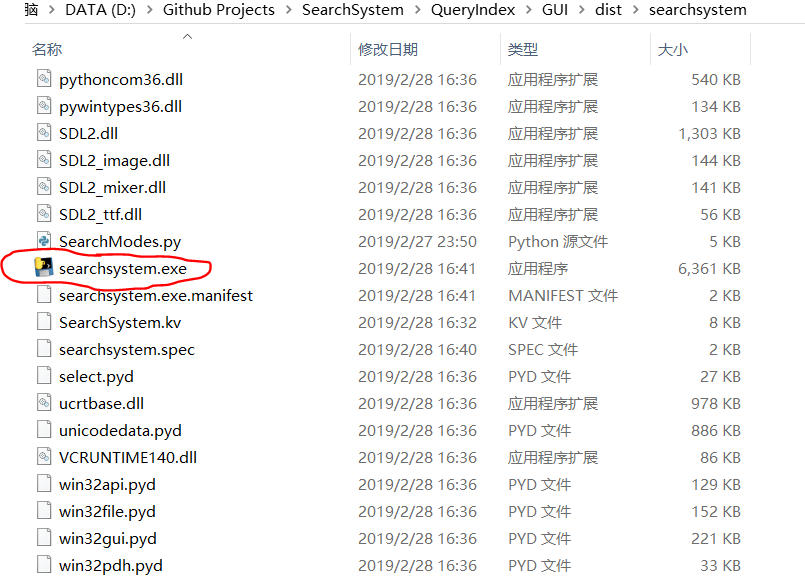 脑 > DATA (D:) > Github Projects > SearchSystem > QueryIndex > GUI > dist > searchsystem
名称 修改日期 类型 大小
pythoncom36.dll 2019/2/28 16:36 应用程序扩展 540 KB
pywintypes36.dll 2019/2/28 16:36 应用程序扩展 134 KB
SDL2.dll 2019/2/28 16:36 应用程序扩展 1,303 KB
SDL2_image.dll 2019/2/28 16:36 应用程序扩展 144 KB
SDL2_mixer.dll 2019/2/28 16:36 应用程序扩展 141 KB
SDL2_ttf.dll 2019/2/28 16:36 应用程序扩展 56 KB
SearchModes.py 2019/2/27 23:50 Python 源文件 5 KB
searchsystem.exe 2019/2/28 16:41 应用程序 6,361 KB
searchsystem.exe.manifest 2019/2/28 16:41 MANIFEST 文件 2 KB
SearchSystem.kv 2019/2/28 16:32 KV 文件 8 KB
searchsystem.spec 2019/2/28 16:40 SPEC 文件 2 KB
select.pyd 2019/2/28 16:36 PYD 文件 27 KB
ucrtbase.dll 2019/2/28 16:36 应用程序扩展 978 KB
unicodedata.pyd 2019/2/28 16:36 PYD 文件 886 KB
VCRUNTIME140.dll 2019/2/28 16:36 应用程序扩展 86 KB
win32api.pyd 2019/2/28 16:36 PYD 文件 129 KB
win32file.pyd 2019/2/28 16:36 PYD 文件 152 KB
win32gui.pyd 2019/2/28 16:36 PYD 文件 221 KB
win32pdh.pyd 2019/2/28 16:36 PYD 文件 33 KB